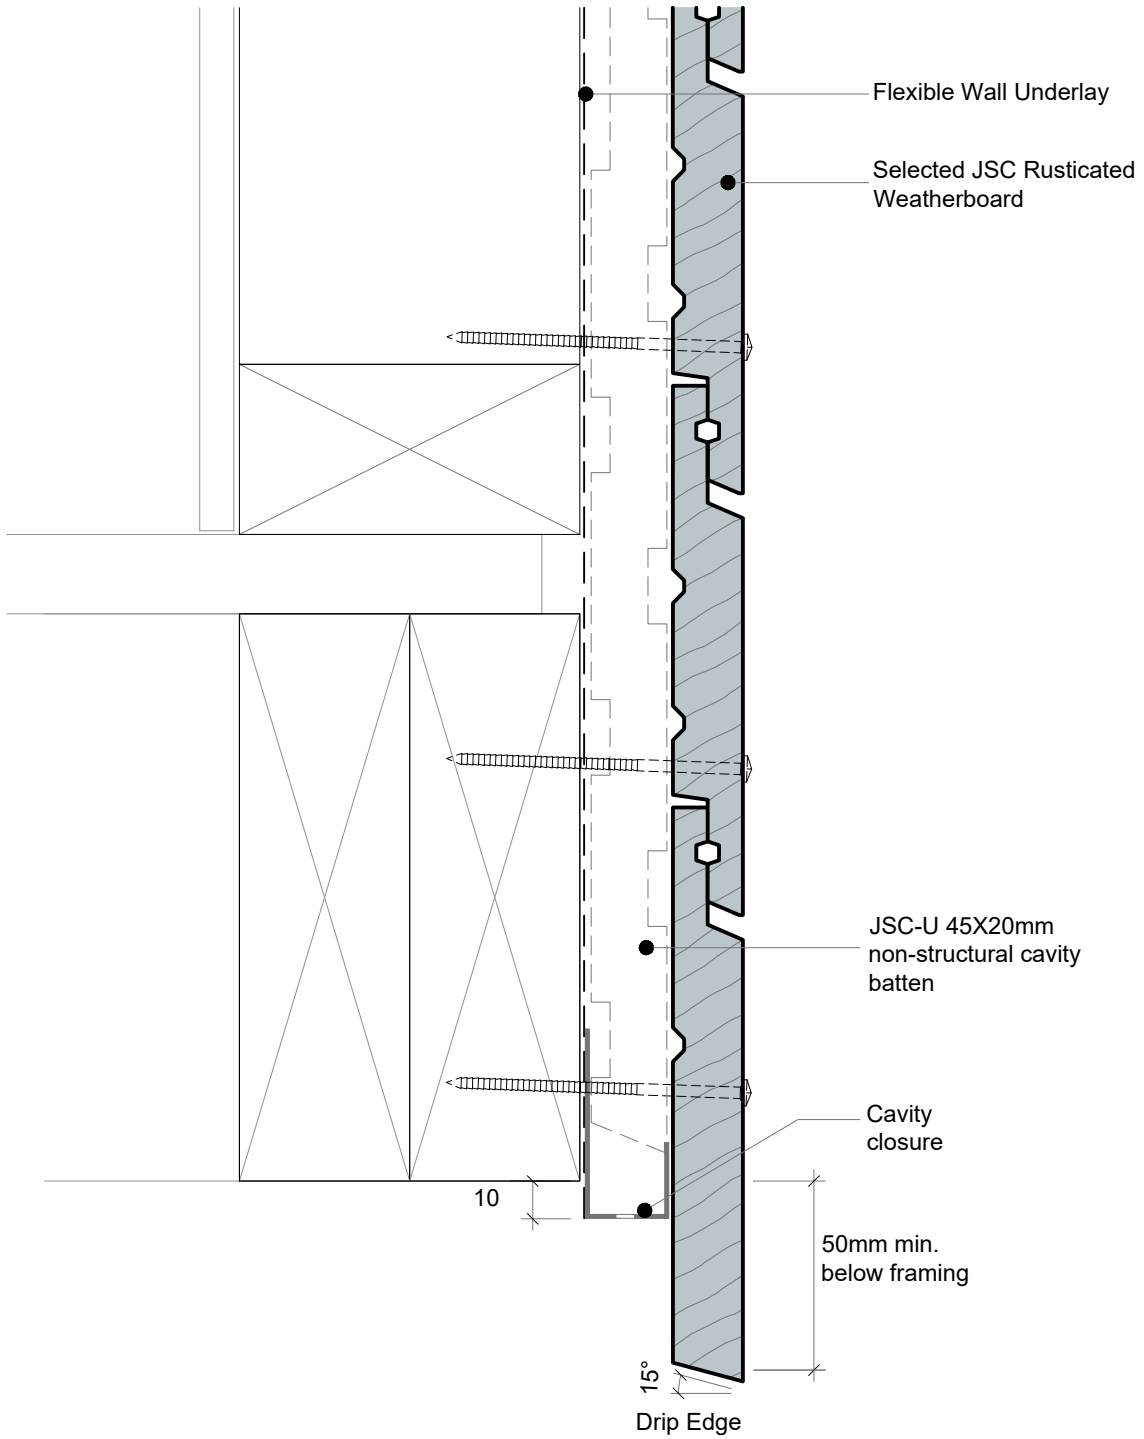 Flexible Wall Underlay
Selected JSC Rusticated
Weatherboard
JSC-U 45X20mm
non-structural cavity
batten
Cavity
closure
10
50mm min.
below framing
15°
Drip Edge